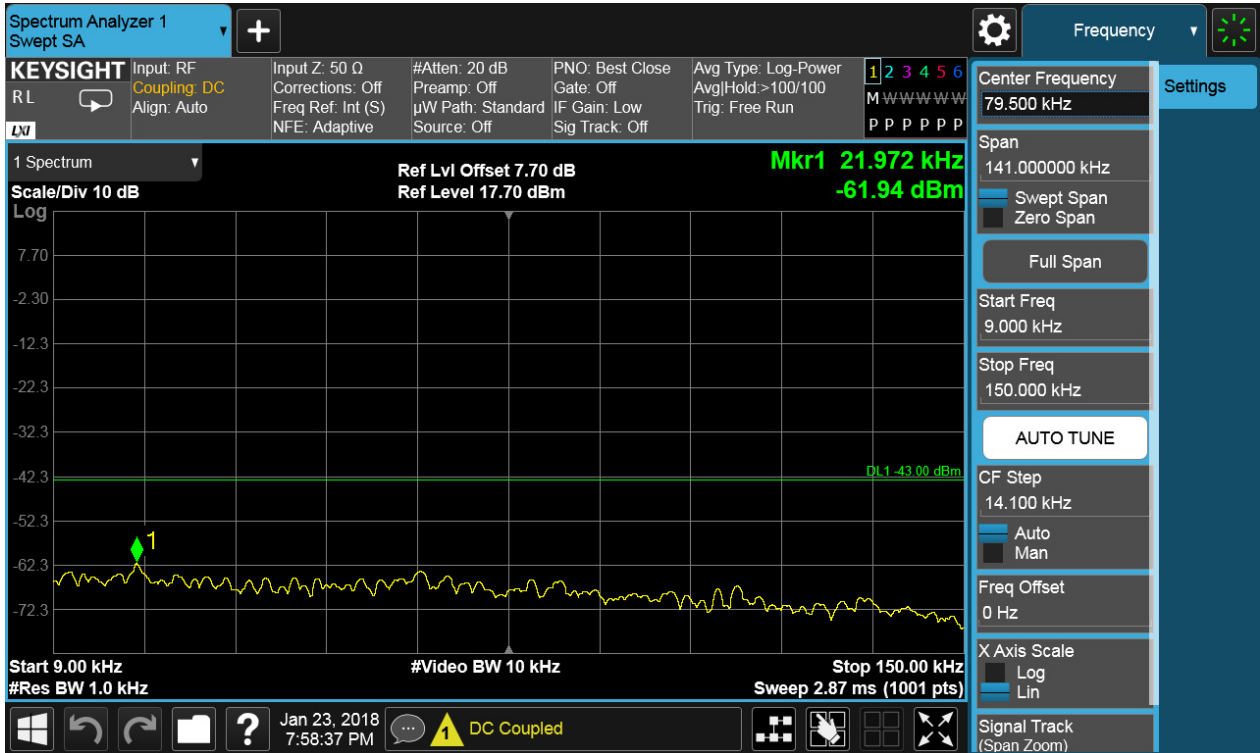 Spectrum Analyzer 1
Swept SA
+
Frequency
KEYSIGHT
RL
LXI
Input: RF
Coupling: DC
Align: Auto
Input Z: 50 Ω
Corrections: Off
Freq Ref: Int (S)
NFE: Adaptive
#Atten: 20 dB
Preamp: Off
µW Path: Standard
Source: Off
PNO: Best Close
Gate: Off
IF Gain: Low
Sig Track: Off
Avg Type: Log-Power
Avg|Hold:>100/100
Trig: Free Run
1 2 3 4 5 6
M W W W W W
P P P P P P
1 Spectrum
Scale/Div 10 dB
Ref Lvl Offset 7.70 dB
Ref Level 17.70 dBm
Mkr1 21.972 kHz
-61.94 dBm
Log
7.70
-2.30
-12.3
-22.3
-32.3
-42.3
-52.3
-62.3
-72.3
DL1 -43.00 dBm
1
Start 9.00 kHz
#Res BW 1.0 kHz
#Video BW 10 kHz
Stop 150.00 kHz
Sweep 2.87 ms (1001 pts)
Center Frequency
79.500 kHz
Span
141.000000 kHz
Swept Span
Zero Span
Full Span
Start Freq
9.000 kHz
Stop Freq
150.000 kHz
AUTO TUNE
CF Step
14.100 kHz
Auto
Man
Freq Offset
0 Hz
X Axis Scale
Log
Lin
Signal Track
(Span Zoom)
Settings
?
Jan 23, 2018
7:58:37 PM
1
DC Coupled